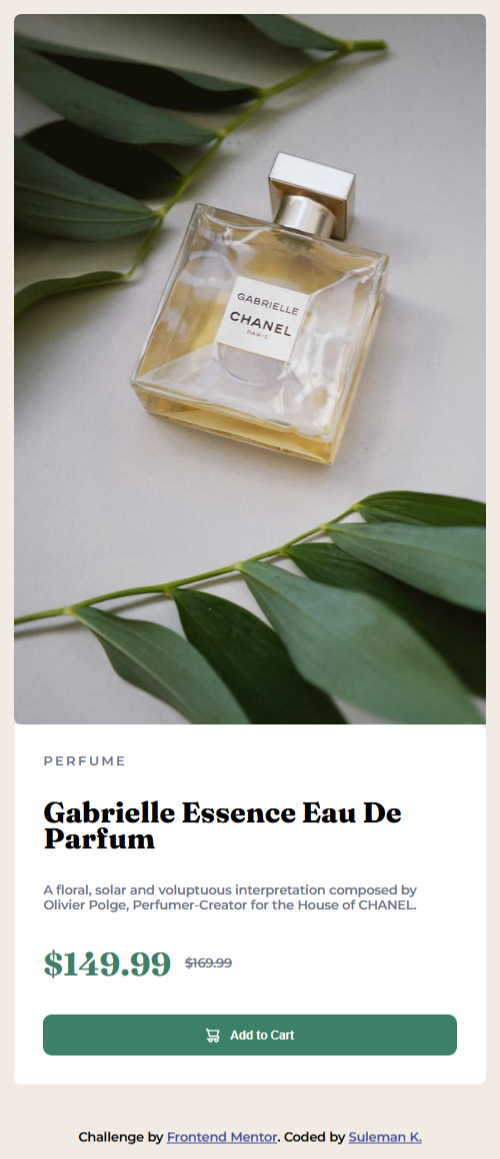 GABRIELLE
CHANEL
PARIS
PERFUME
Gabrielle Essence Eau De
Parfum
A floral, solar and voluptuous interpretation composed by
Olivier Polge, Perfumer-Creator for the House of CHANEL.
$149.99 $169.99
Add to Cart
Challenge by Frontend Mentor. Coded by Suleman K.